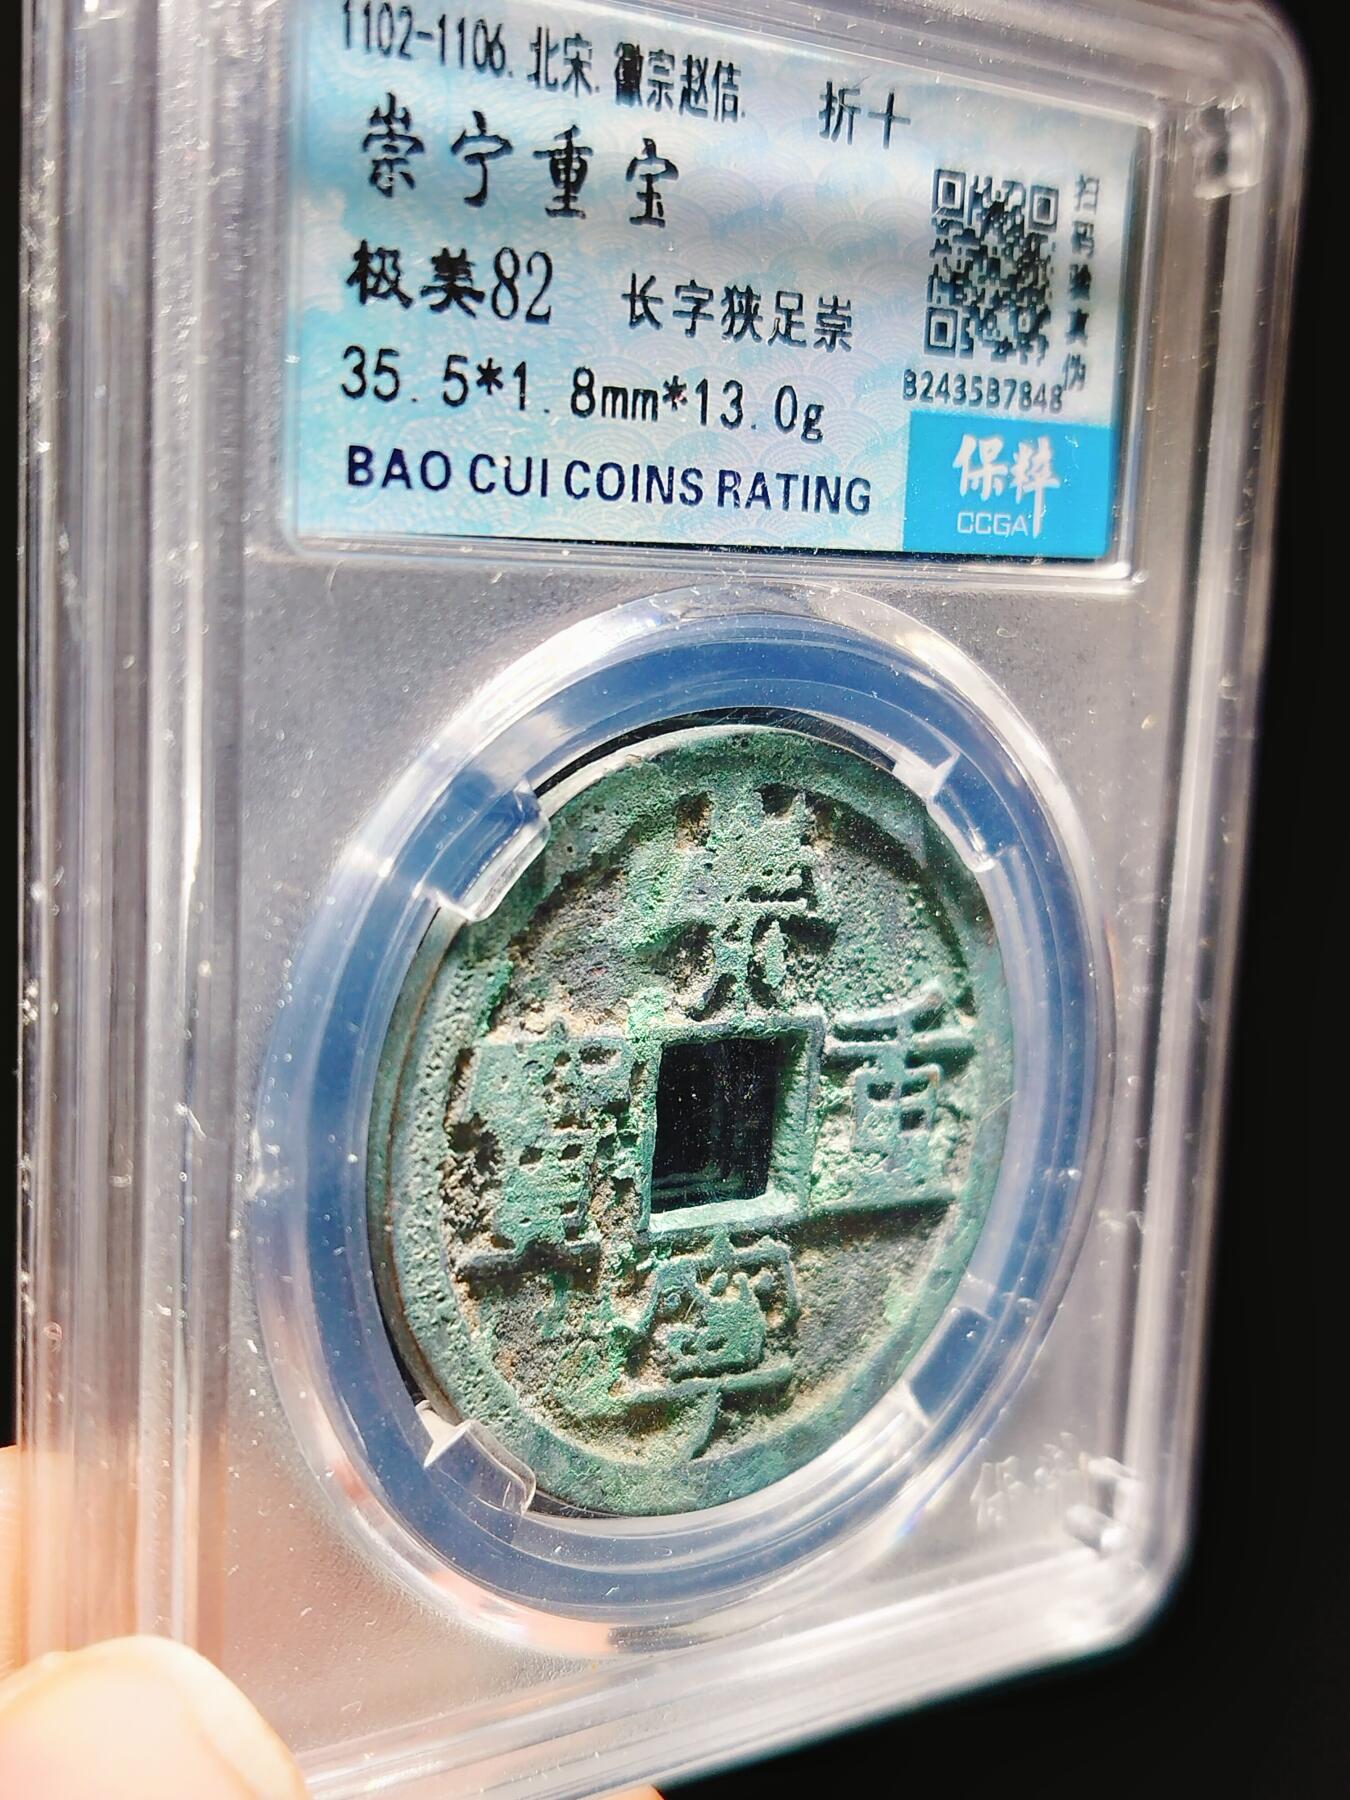 1102-1106. 北宋. 徽宗赵佶. 折十
崇宁重宝
极美82 长字狭足崇
35.5*1.8mm*13.0g
BAO CUI COINS RATING
扫码验真伪
8243587848
保粹
CCGA
崇
重
寶
寧